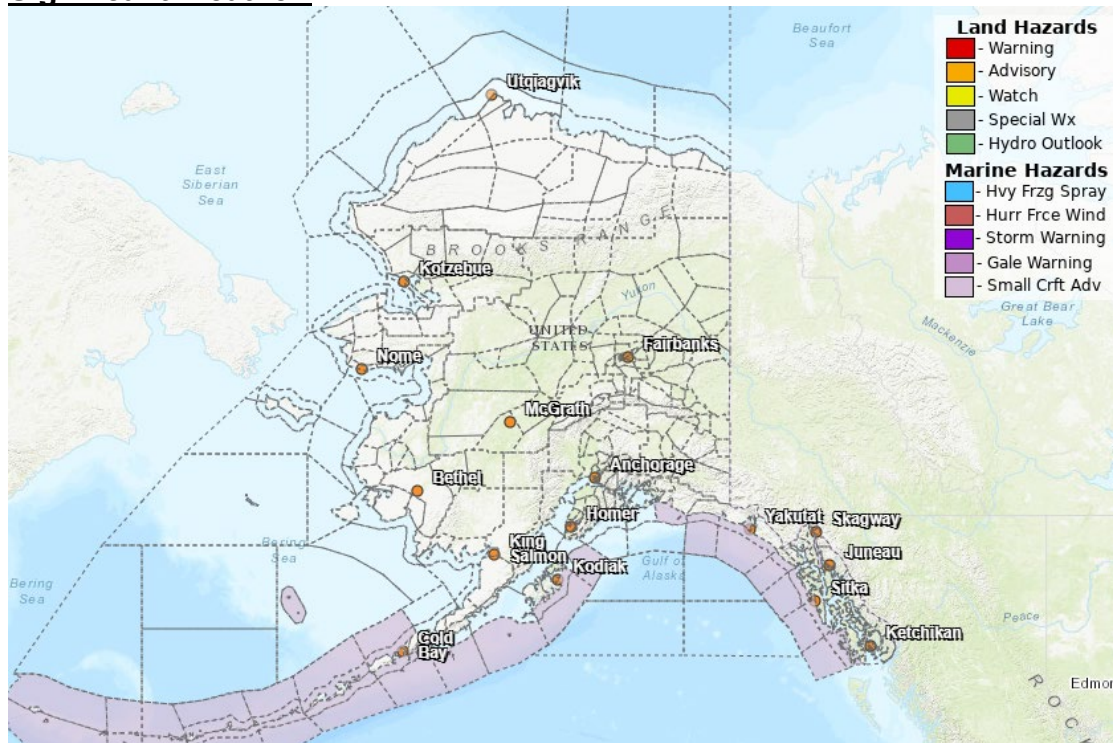 Land Hazards
- Warning
- Advisory
- Watch
- Special Wx
- Hydro Outlook
Marine Hazards
- Hvy Frzg Spray
- Hurr Frce Wind
- Storm Warning
- Gale Warning
- Small Crft Adv
Beaufort
Sea
Utqiagvik
East
Siberian
Sea
BROOKS RANGE
Kotzebue
Yukon
Great Bear
Lake
Mackenzie
UNITED
STATES
Fairbanks
Nome
McGrath
Anchorage
Bethel
Homer
Yakutat
Skagway
King
Salmon
Kodiak
Juneau
Bering
Sea
Gulf of
Alaska
Bering
Sea
Sitka
Peace
Cold
Bay
Ketchikan
Edmon
R O C